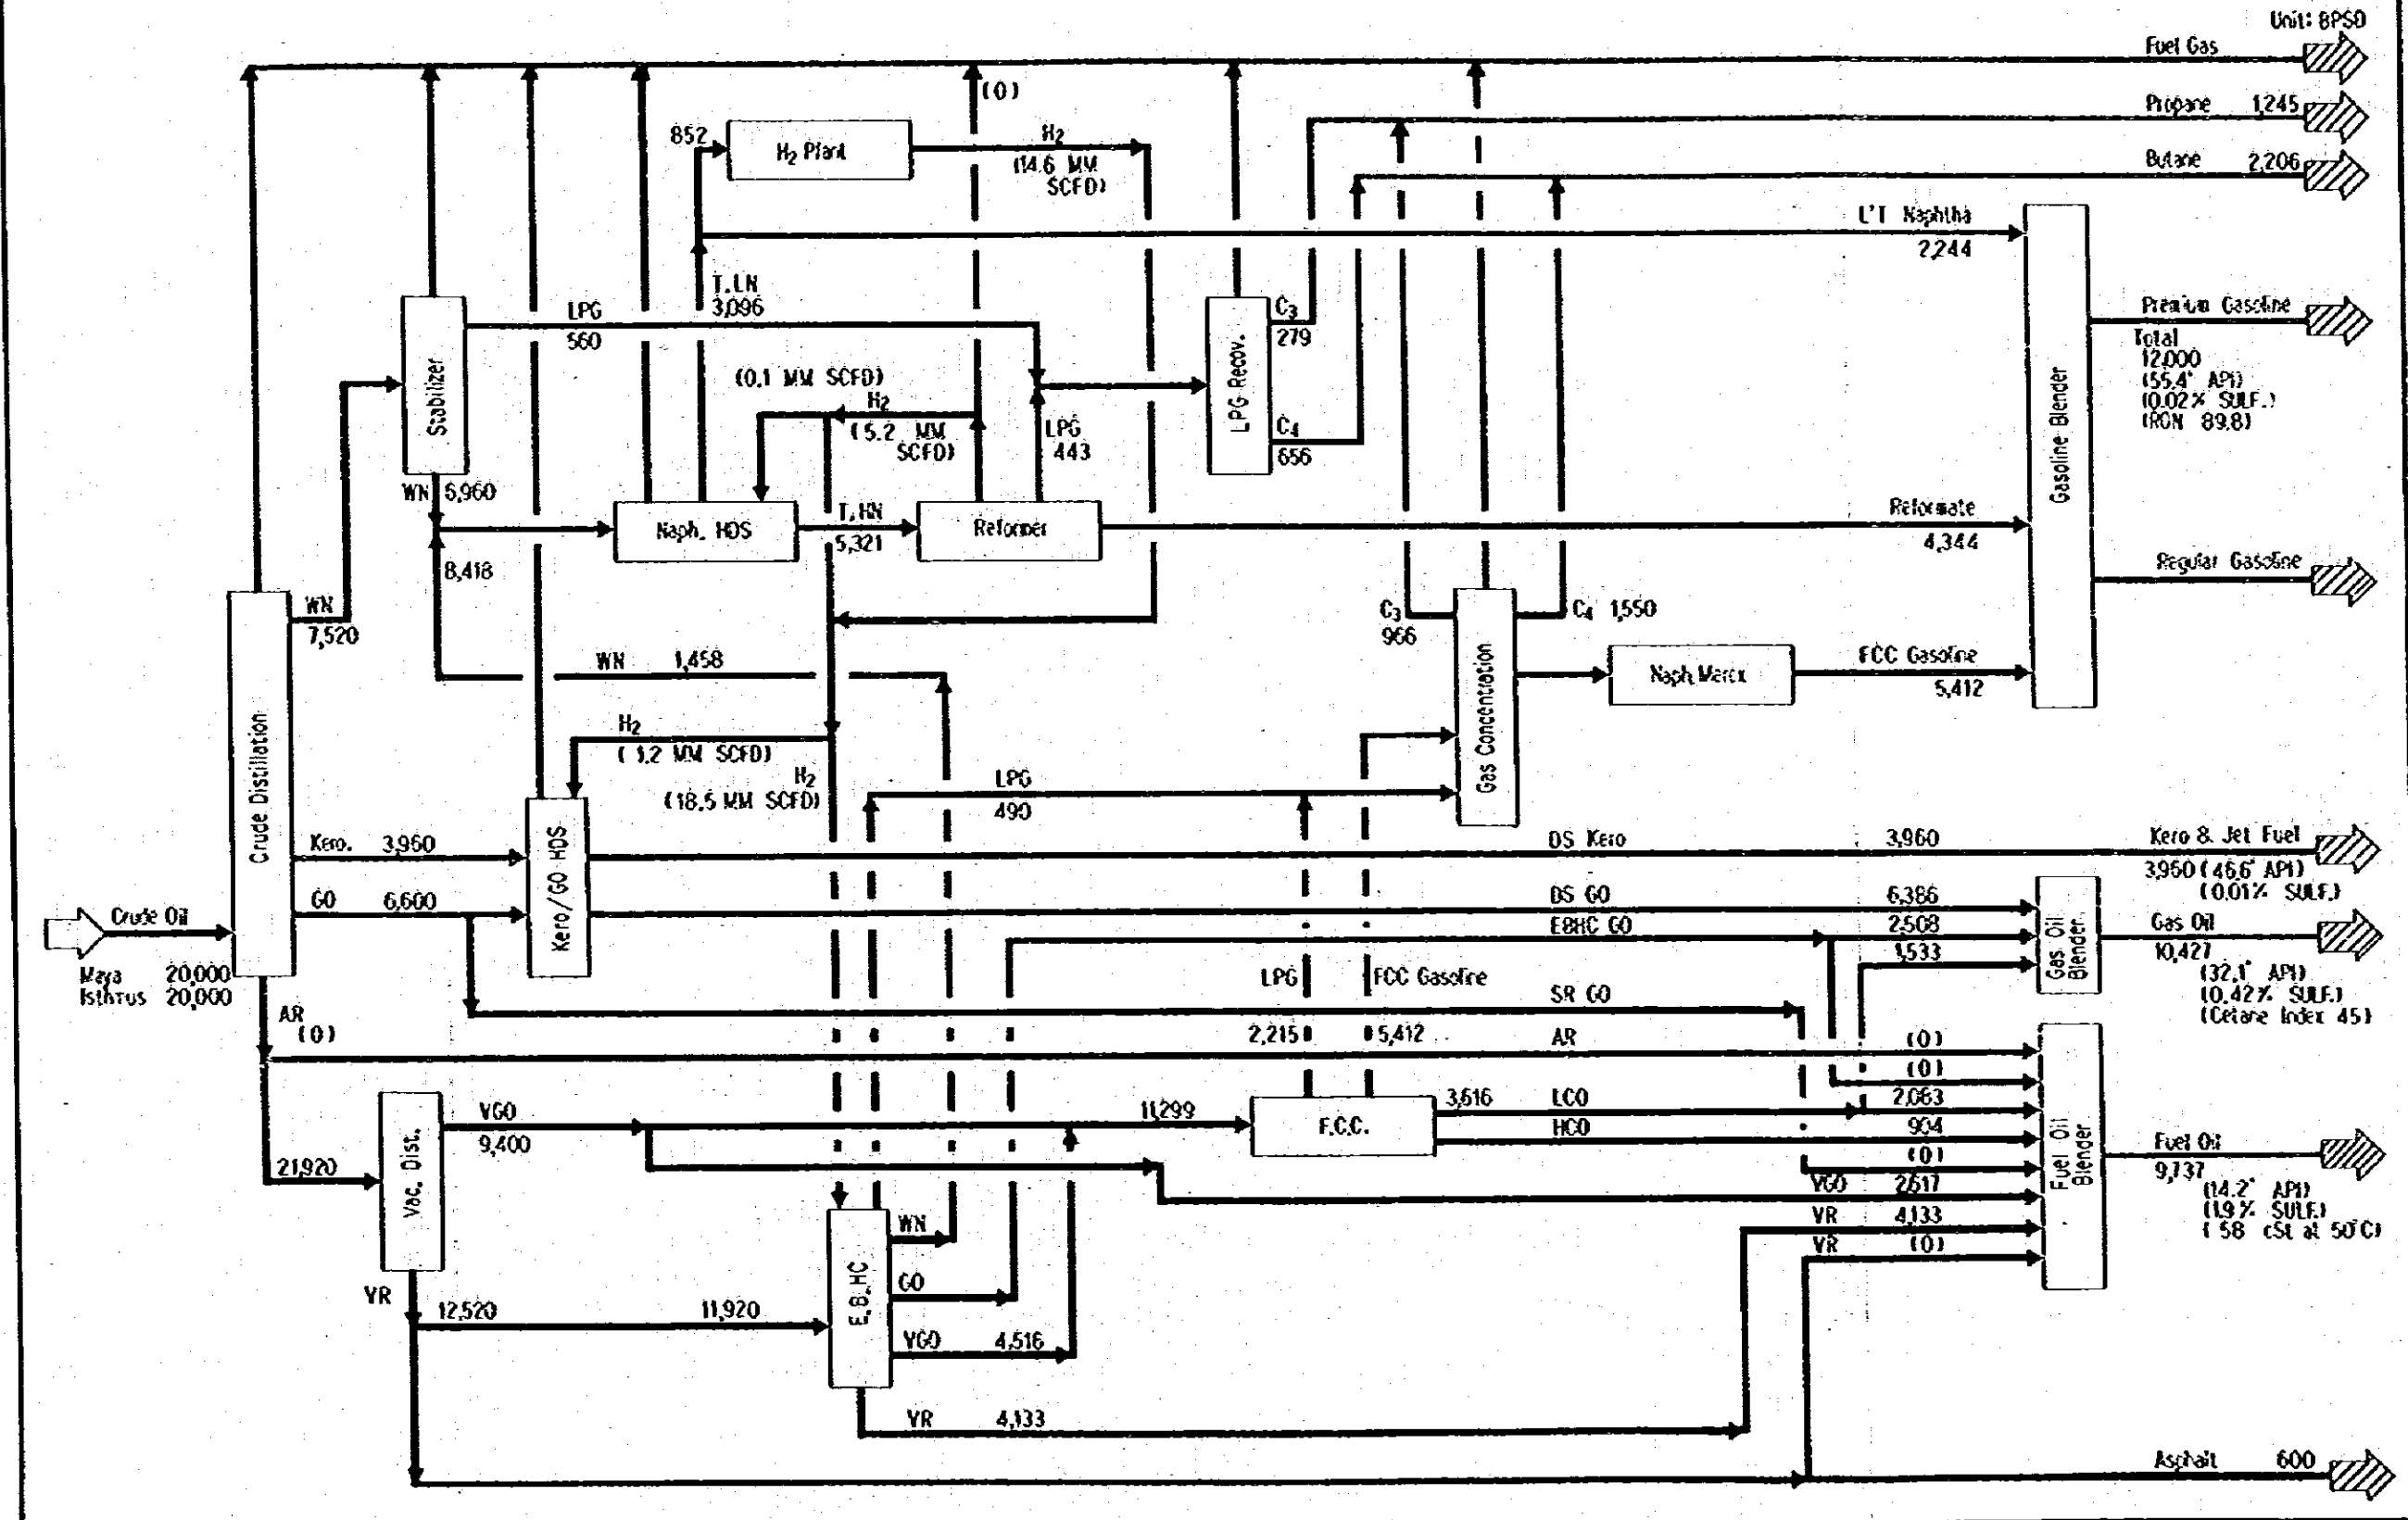 Unit: BPSD
Fuel Gas
(0)
Propane 1,245
852
H2 Plant
H2
(14.6 MM
SCFD)
Butane 2,206
L'T Naphtha
2,244
T.LN
3,096
LPG
560
C3
279
Premium Gasoline
Total
12,000
(55.4° API)
(0.02% SULF.)
(RON 89.8)
Stabilizer
(0.1 MM SCFD)
H2
(5.2 MM
SCFD)
LPG
443
LPG Recov.
C4
656
Gasoline Blender
WN 6,960
Naph. HDS
T.HN
5,321
Reformer
Reformate
4,344
8,418
Regular Gasoline
WN
7,520
C3
966
C4 1,550
WN 1,458
Gas Concentration
Naph. Merox
FCC Gasoline
5,412
H2
(1.2 MM SCFD)
H2
(18.5 MM SCFD)
LPG
490
Crude Distillation
Kero. 3,960
Kero/GO HDS
DS Kero 3,960
Kero & Jet Fuel
3,960 (46.6° API)
(0.01% SULF.)
GO 6,600
DS GO 6,386
Crude Oil
EBHC GO 2,508
1,533
Gas Oil
Blender
Gas Oil
10,427
(32.1° API)
(0.42% SULF.)
(Cetane Index 45)
Maya 20,000
Isthmus 20,000
LPG
FCC Gasoline
SR GO
AR
(0)
2,215
5,412
AR (0)
(0)
VGO
9,400
11,299
F.C.C.
3,616 LCO 2,083
HCO 904
(0)
Fuel Oil
Blender
Fuel Oil
9,737
(14.2° API)
(1.9% SULF.)
(58 cSt at 50°C)
21,920
Vac. Dist.
VGO 2,617
VR 4,133
VR (0)
WN
E.B.HC
GO
VR
12,520
11,920
VGO 4,516
VR 4,133
Asphalt 600